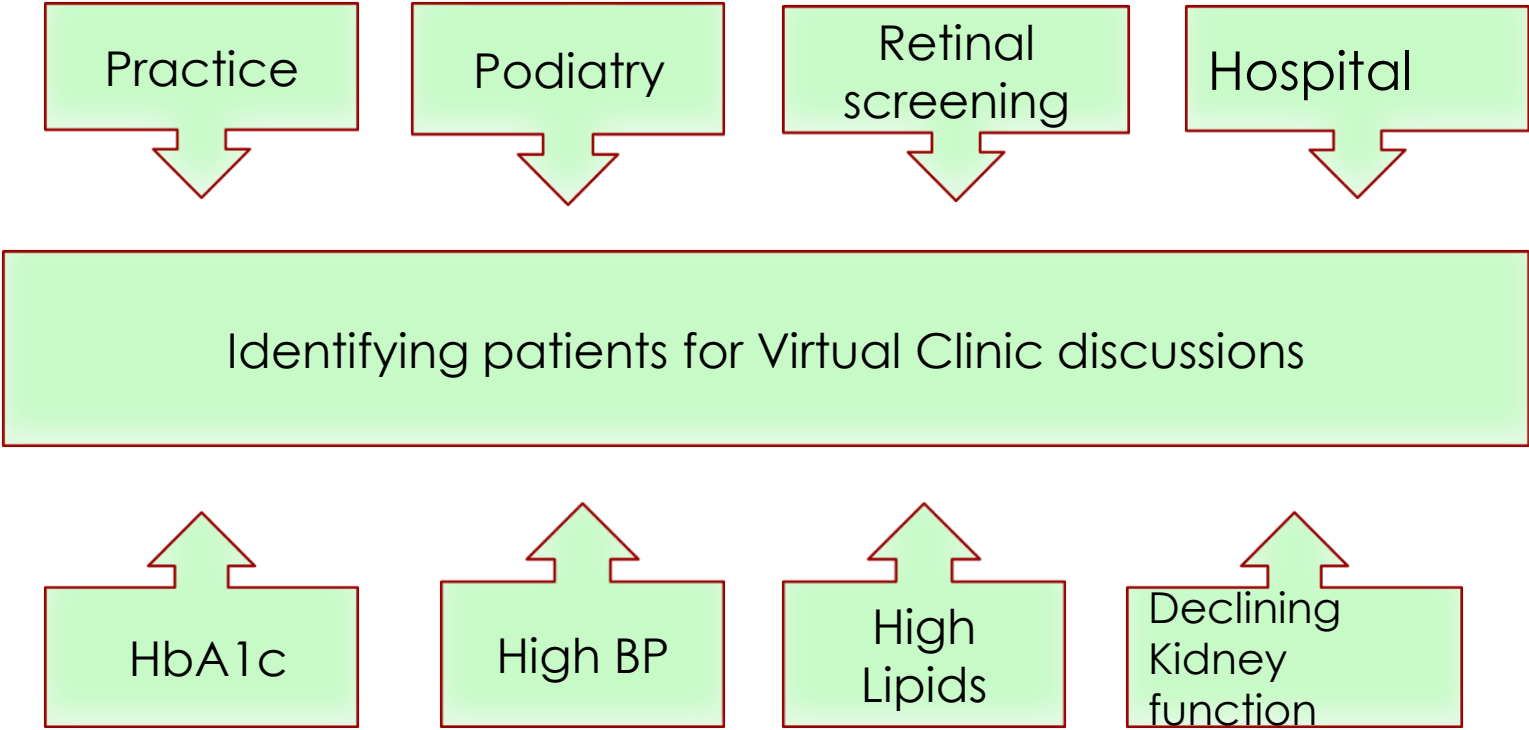 Practice
Podiatry
Retinal
screening
Hospital
Identifying patients for Virtual Clinic discussions
HbA1c
High BP
High
Lipids
Declining
Kidney
function